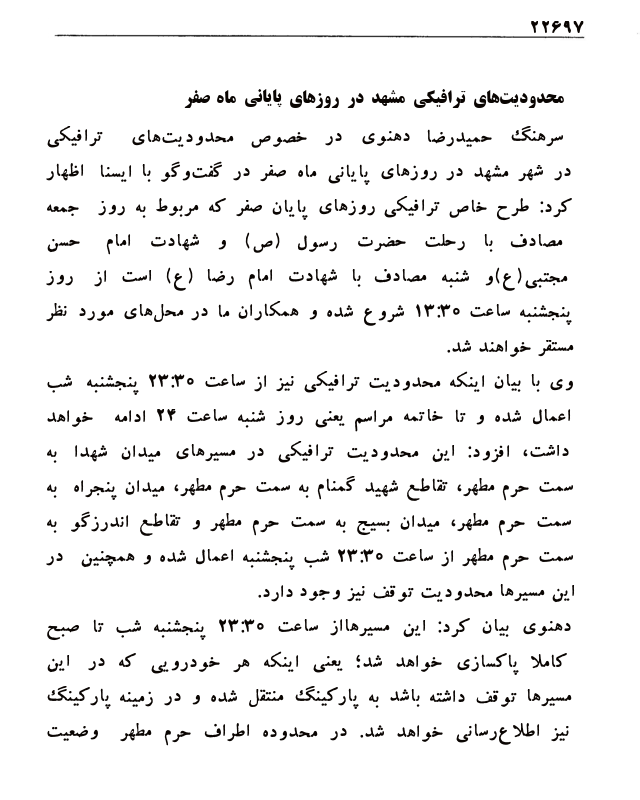 ۲۲۶۹۷
محدودیت‌های ترافیکی مشهد در روزهای پایانی ماه صفر
سرهنگ حمیدرضا دهنوی در خصوص محدودیت‌های ترافیکی
در شهر مشهد در روزهای پایانی ماه صفر در گفت‌وگو با ایسنا اظهار
کرد: طرح خاص ترافیکی روزهای پایان صفر که مربوط به روز جمعه
مصادف با رحلت حضرت رسول (ص) و شهادت امام حسن
مجتبی(ع)و شنبه مصادف با شهادت امام رضا (ع) است از روز
پنجشنبه ساعت ۱۳:۳۰ شروع شده و همکاران ما در محل‌های مورد نظر
مستقر خواهند شد.
وی با بیان اینکه محدودیت ترافیکی نیز از ساعت ۲۳:۳۰ پنجشنبه شب
اعمال شده و تا خاتمه مراسم یعنی روز شنبه ساعت ۲۴ ادامه خواهد
داشت، افزود: این محدودیت ترافیکی در مسیرهای میدان شهدا به
سمت حرم مطهر، تقاطع شهید گمنام به سمت حرم مطهر، میدان پنجراه به
سمت حرم مطهر، میدان بسیج به سمت حرم مطهر و تقاطع اندرزگو به
سمت حرم مطهر از ساعت ۲۳:۳۰ شب پنجشنبه اعمال شده و همچنین در
این مسیرها محدودیت توقف نیز وجود دارد.
دهنوی بیان کرد: این مسیرهااز ساعت ۲۳:۳۰ پنجشنبه شب تا صبح
کاملا پاکسازی خواهد شد؛ یعنی اینکه هر خودرویی که در این
مسیرها توقف داشته باشد به پارکینگ منتقل شده و در زمینه پارکینگ
نیز اطلاع‌رسانی خواهد شد. در محدوده اطراف حرم مطهر وضعیت